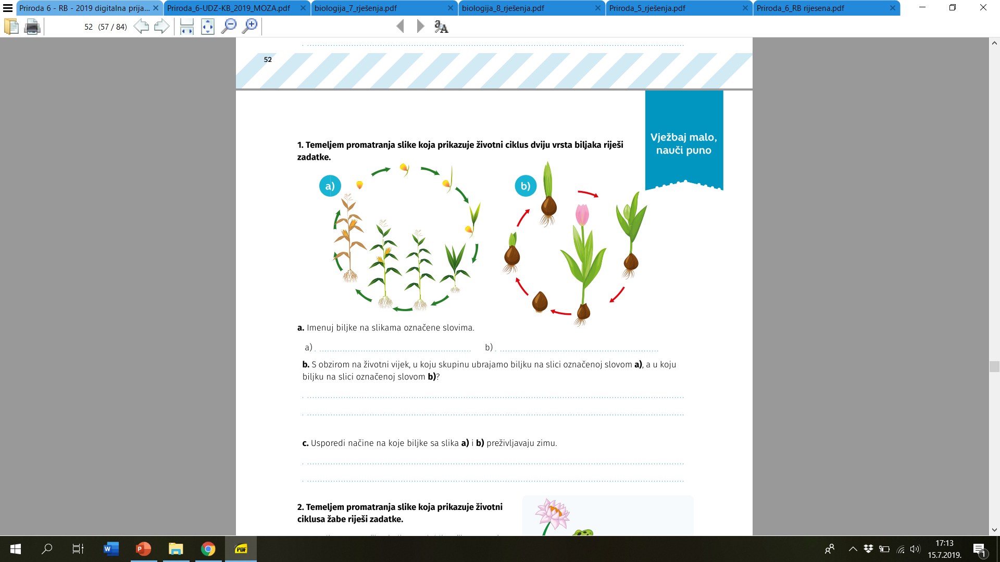 Priroda 6 - RB - 2019 digitalna prija...
Priroda_6-UDZ-KB_2019_MOZA.pdf
biologija_7_rješenja.pdf
biologija_8_rješenja.pdf
Priroda_5_rješenja.pdf
Priroda_6_RB rijesena.pdf
52 (57 / 84)
52
Vježbaj malo,
nauči puno
1. Temeljem promatranja slike koja prikazuje životni ciklus dviju vrsta biljaka riješi
zadatke.
a)
b)
a. Imenuj biljke na slikama označene slovima.
a)
b)
b. S obzirom na životni vijek, u koju skupinu ubrajamo biljku na slici označenoj slovom a), a u koju
biljku na slici označenoj slovom b)?
c. Usporedi načine na koje biljke sa slika a) i b) preživljavaju zimu.
2. Temeljem promatranja slike koja prikazuje životni
ciklusa žabe riješi zadatke.
PDF
17:13
15.7.2019.
1